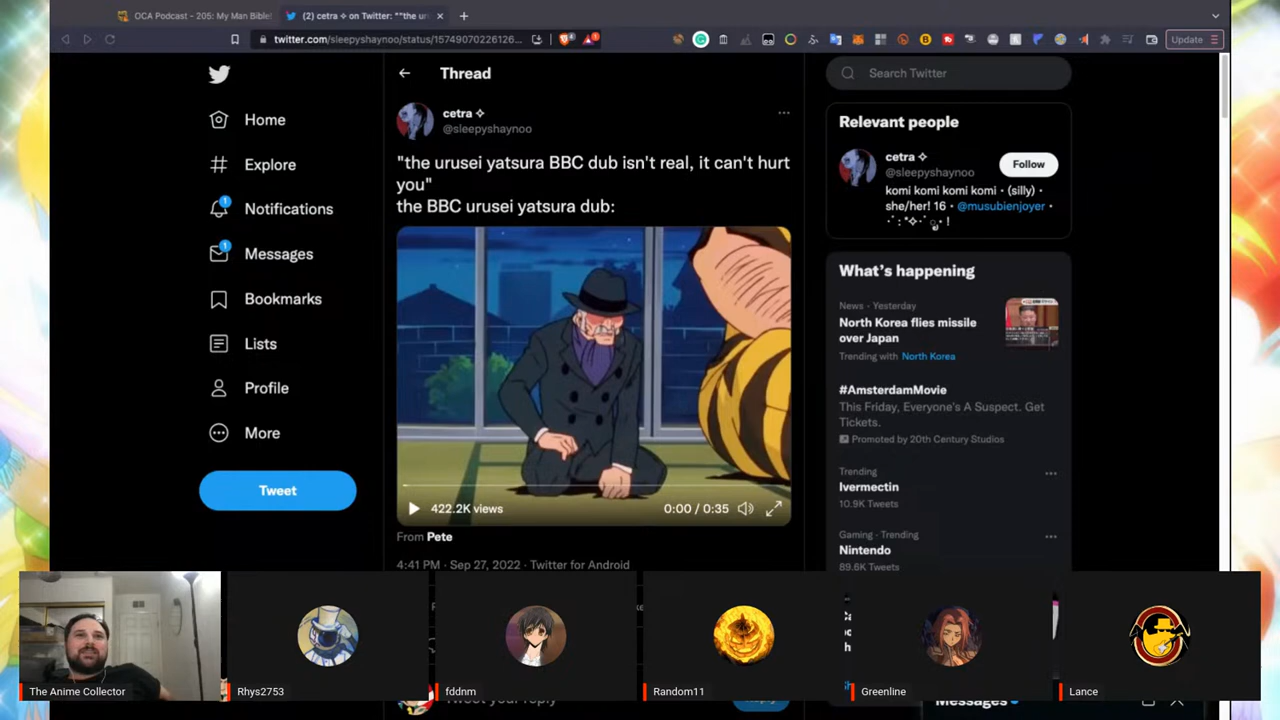 OCA Podcast - 205: My Man Bible!
(2) cetra ✧ on Twitter: ""the ur
twitter.com/sleepyshaynoo/status/15749070226126...
Update
Home
Explore
1
Notifications
1
Messages
Bookmarks
Lists
Profile
More
Tweet
Thread
cetra ✧
@sleepyshaynoo
"the urusei yatsura BBC dub isn't real, it can't hurt
you"
the BBC urusei yatsura dub:
422.2K views
0:00 / 0:35
From Pete
4:41 PM · Sep 27, 2022 · Twitter for Android
Tweet your reply
Search Twitter
Relevant people
cetra ✧
@sleepyshaynoo
Follow
komi komi komi komi · (silly) ·
she/her! 16 · @musubienjoyer ·
What's happening
News · Yesterday
North Korea flies missile
over Japan
Trending with North Korea
#AmsterdamMovie
This Friday, Everyone's A Suspect. Get
Tickets.
Promoted by 20th Century Studios
Trending
Ivermectin
10.9K Tweets
Gaming · Trending
Nintendo
89.6K Tweets
Messages
The Anime Collector
Rhys2753
fddnm
Random11
Greenline
Lance